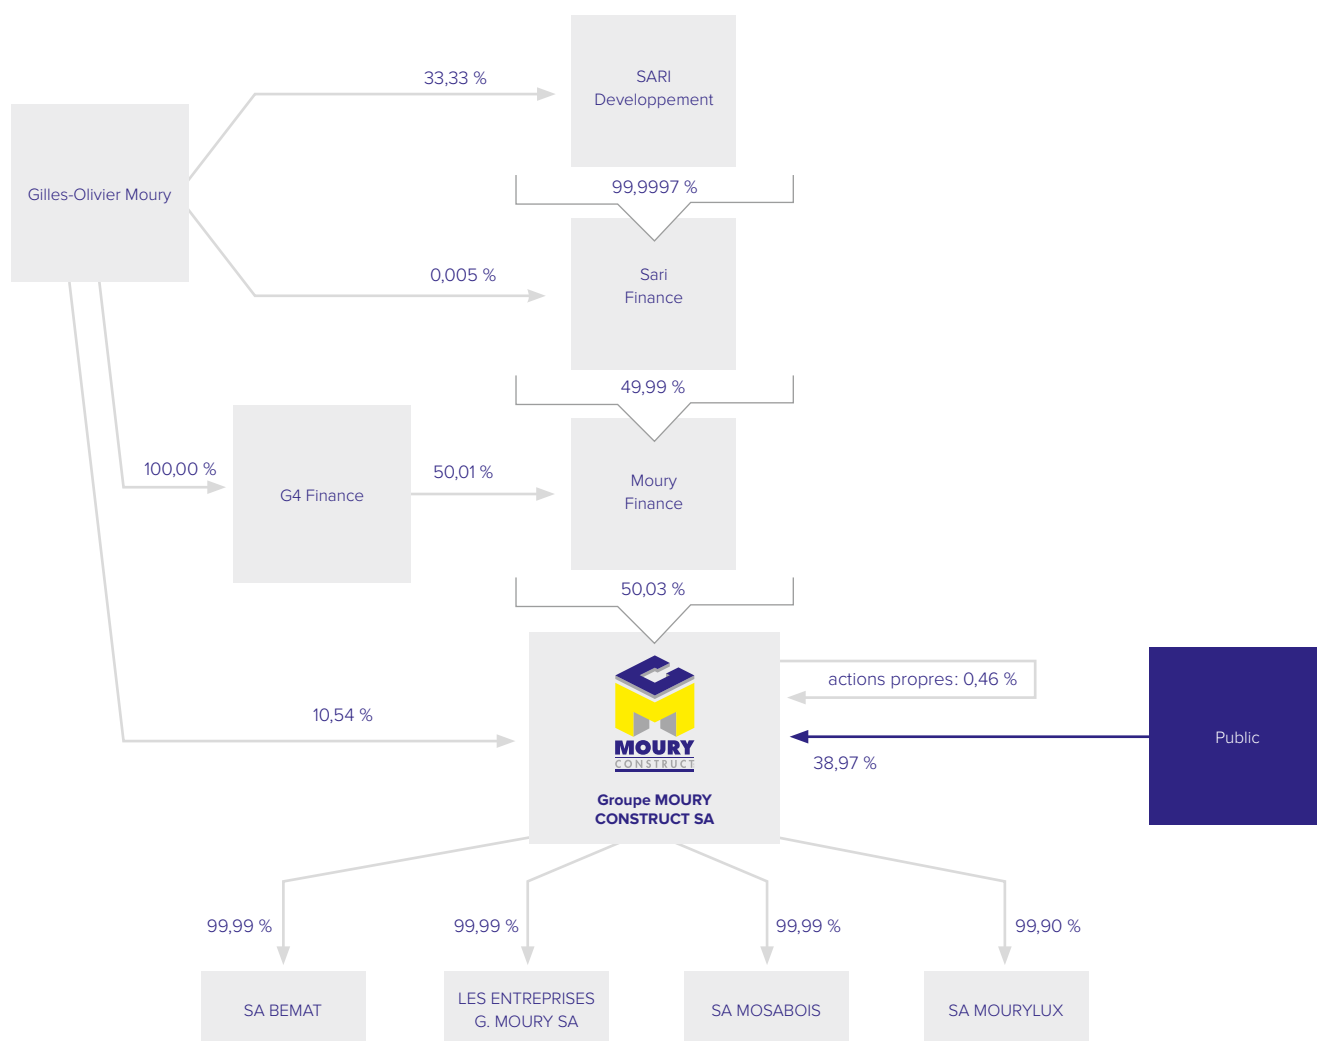 33,33 %
SARI
Developpement
Gilles-Olivier Moury
99,9997 %
0,005 %
Sari
Finance
49,99 %
100,00 %
G4 Finance
50,01 %
Moury
Finance
50,03 %
10,54 %
MOURY
CONSTRUCT
Groupe MOURY
CONSTRUCT SA
actions propres: 0,46 %
38,97 %
Public
99,99 %
99,99 %
99,99 %
99,90 %
SA BEMAT
LES ENTREPRISES
G. MOURY SA
SA MOSABOIS
SA MOURYLUX